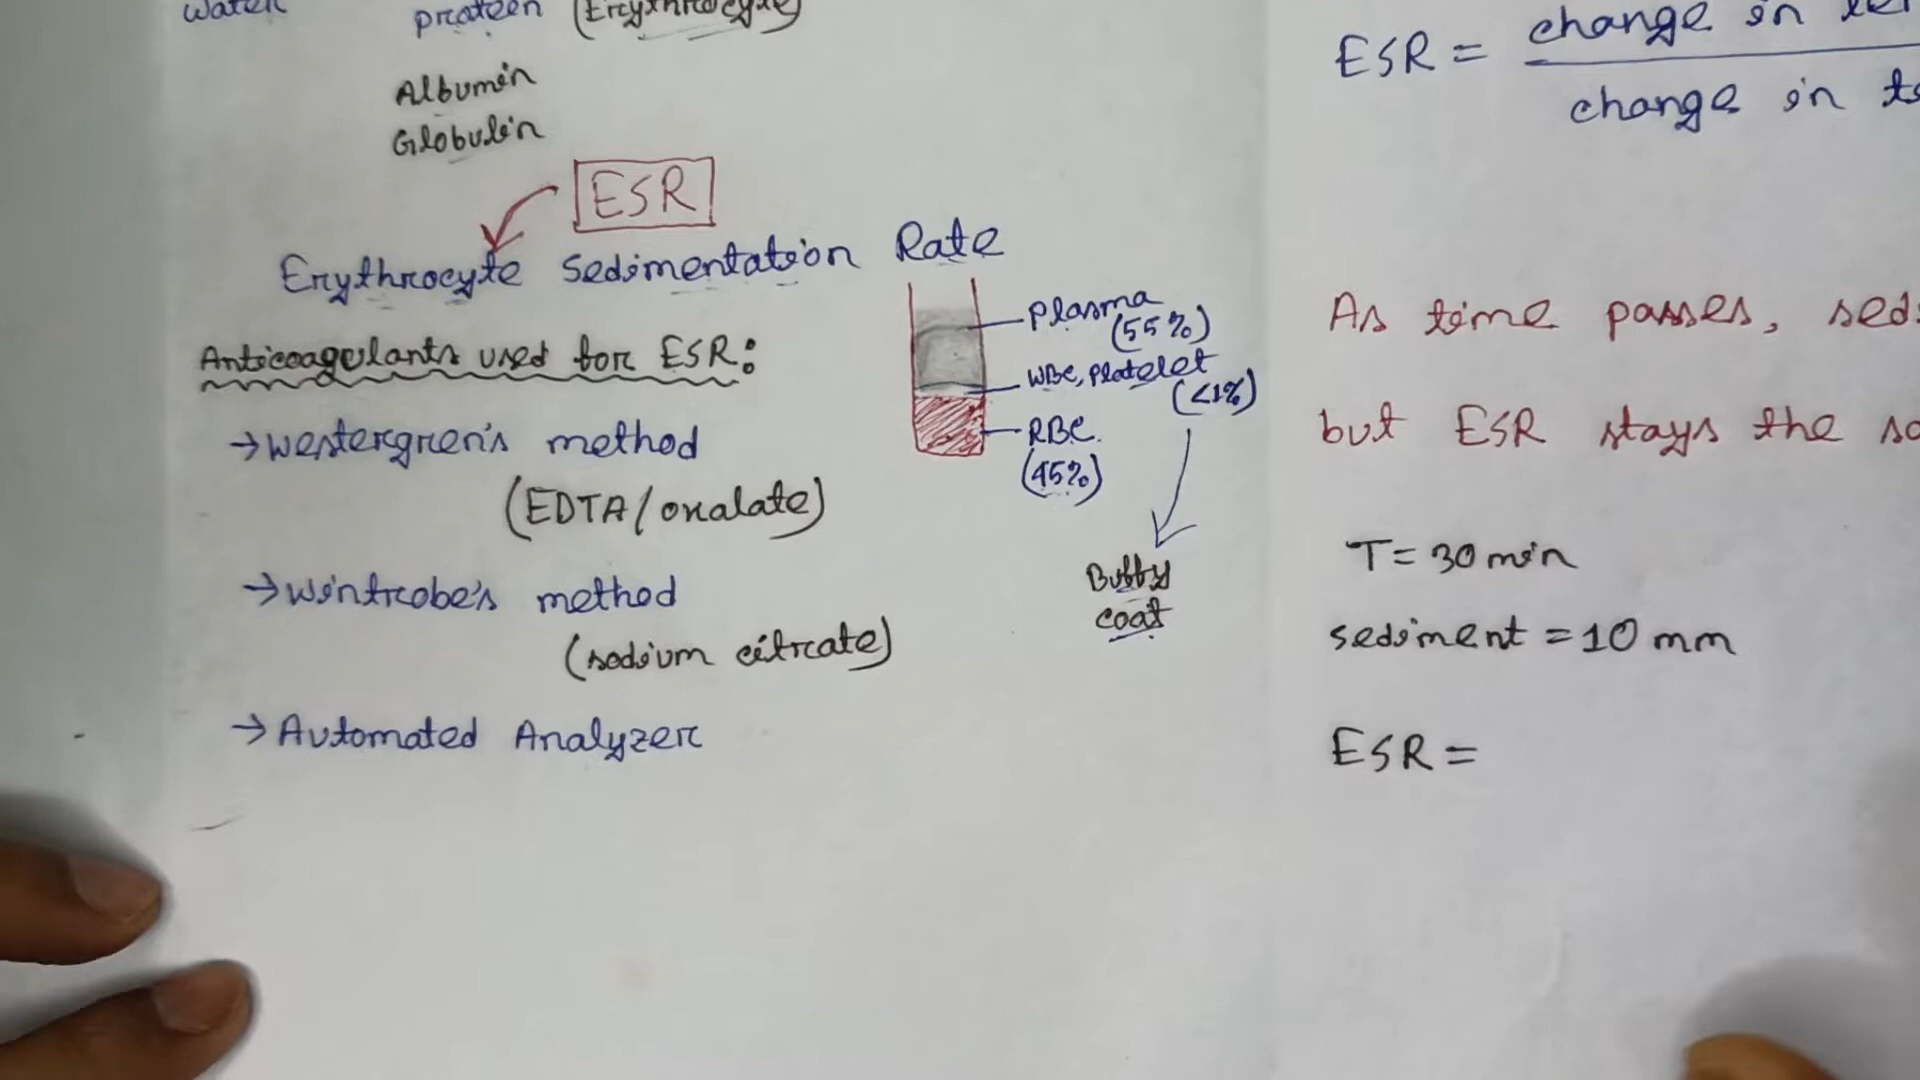 water protein (Erythrocyte)
Albumin
Globulin
ESR
Erythrocyte Sedimentation Rate
Anticoagulants used for ESR:
→ Westergren's method
(EDTA/oxalate)
→ Wintrobe's method
(sodium citrate)
→ Automated Analyzer
Plasma
(55%)
WBC, Platelet
(<1%)
RBC.
(45%)
Buffy
coat
ESR = change in
change in
As time passes,
but ESR stays the
T = 30 min
sediment = 10 mm
ESR =